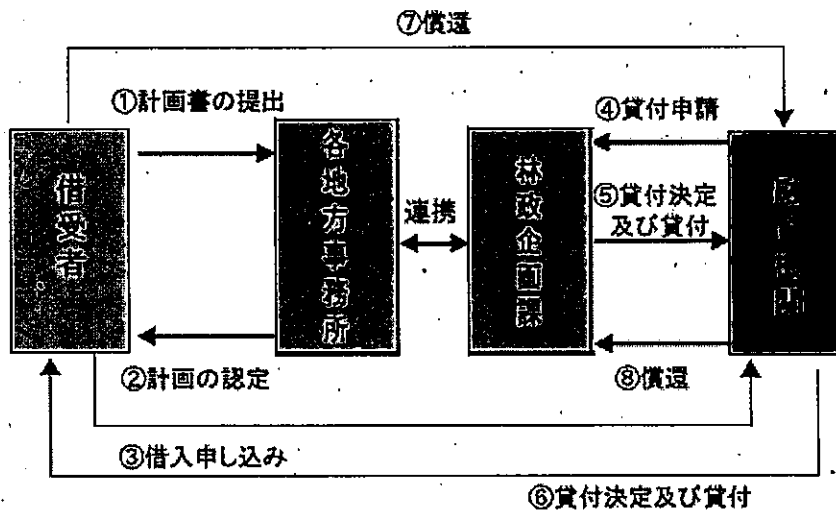 ⑦償還
①計画書の提出
④貸付申請
借受者
各地方事務所
連携
林政企画課
⑤貸付決定
及び貸付
②計画の認定
⑧償還
③借入申し込み
⑥貸付決定及び貸付